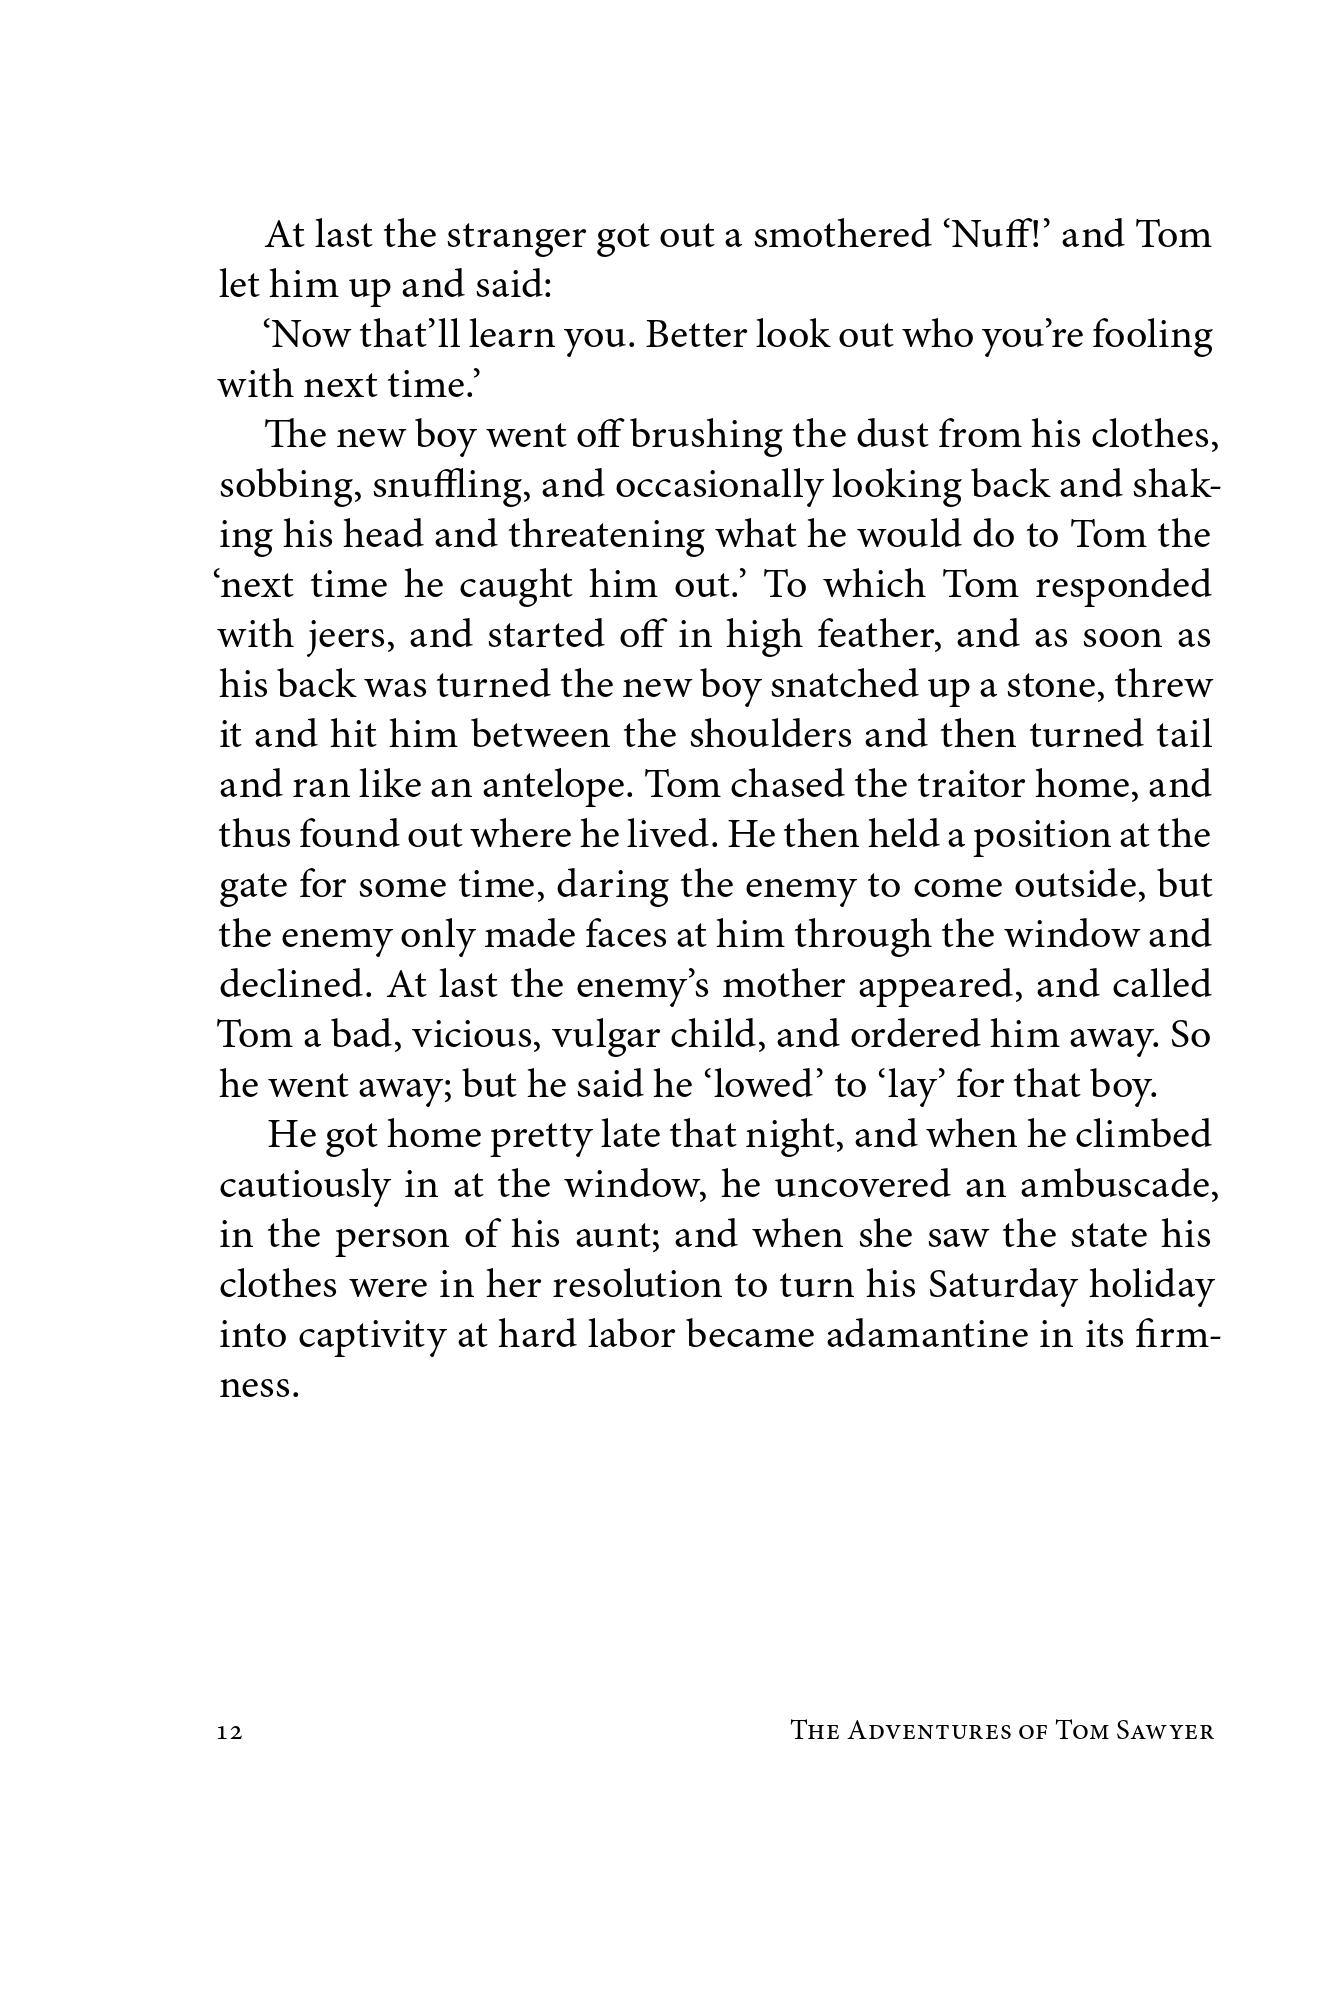 At last the stranger got out a smothered ‘Nuff!’ and Tom
let him up and said:
‘Now that’ll learn you. Better look out who you’re fooling
with next time.’
The new boy went off brushing the dust from his clothes,
sobbing, snuffling, and occasionally looking back and shak-
ing his head and threatening what he would do to Tom the
‘next time he caught him out.’ To which Tom responded
with jeers, and started off in high feather, and as soon as
his back was turned the new boy snatched up a stone, threw
it and hit him between the shoulders and then turned tail
and ran like an antelope. Tom chased the traitor home, and
thus found out where he lived. He then held a position at the
gate for some time, daring the enemy to come outside, but
the enemy only made faces at him through the window and
declined. At last the enemy’s mother appeared, and called
Tom a bad, vicious, vulgar child, and ordered him away. So
he went away; but he said he ‘lowed’ to ‘lay’ for that boy.
He got home pretty late that night, and when he climbed
cautiously in at the window, he uncovered an ambuscade,
in the person of his aunt; and when she saw the state his
clothes were in her resolution to turn his Saturday holiday
into captivity at hard labor became adamantine in its firm-
ness.
12 The Adventures of Tom Sawyer